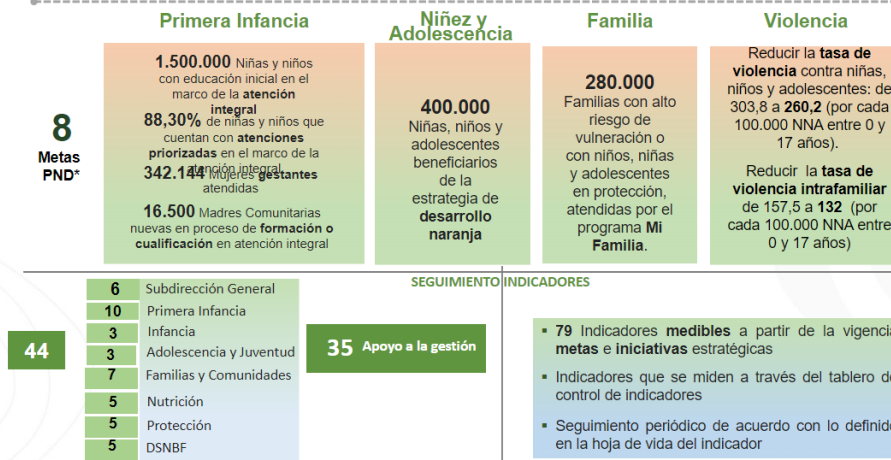 Primera Infancia
Niñez y
Adolescencia
Familia
Violencia
8
Metas
PND*
1.500.000 Niñas y niños
con educación inicial en el
marco de la atención
integral
88,30% de niñas y niños que
cuentan con atenciones
priorizadas en el marco de la
atención integral
342.144 Mujeres gestantes
atendidas
16.500 Madres Comunitarias
nuevas en proceso de formación o
cualificación en atención integral
400.000
Niñas, niños y
adolescentes
beneficiarios
de la
estrategia de
desarrollo
naranja
280.000
Familias con alto
riesgo de
vulneración o
con niños, niñas
y adolescentes
en protección,
atendidas por el
programa Mi
Familia.
Reducir la tasa de
violencia contra niñas,
niños y adolescentes: de
303,8 a 260,2 (por cada
100.000 NNA entre 0 y
17 años).
Reducir la tasa de
violencia intrafamiliar
de 157,5 a 132 (por
cada 100.000 NNA entre
0 y 17 años)
SEGUIMIENTO INDICADORES
44
6 Subdirección General
10 Primera Infancia
3 Infancia
3 Adolescencia y Juventud
7 Familias y Comunidades
5 Nutrición
5 Protección
5 DSNBF
35 Apoyo a la gestión
▪ 79 Indicadores medibles a partir de la vigencia
metas e iniciativas estratégicas
▪ Indicadores que se miden a través del tablero de
control de indicadores
▪ Seguimiento periódico de acuerdo con lo definido
en la hoja de vida del indicador